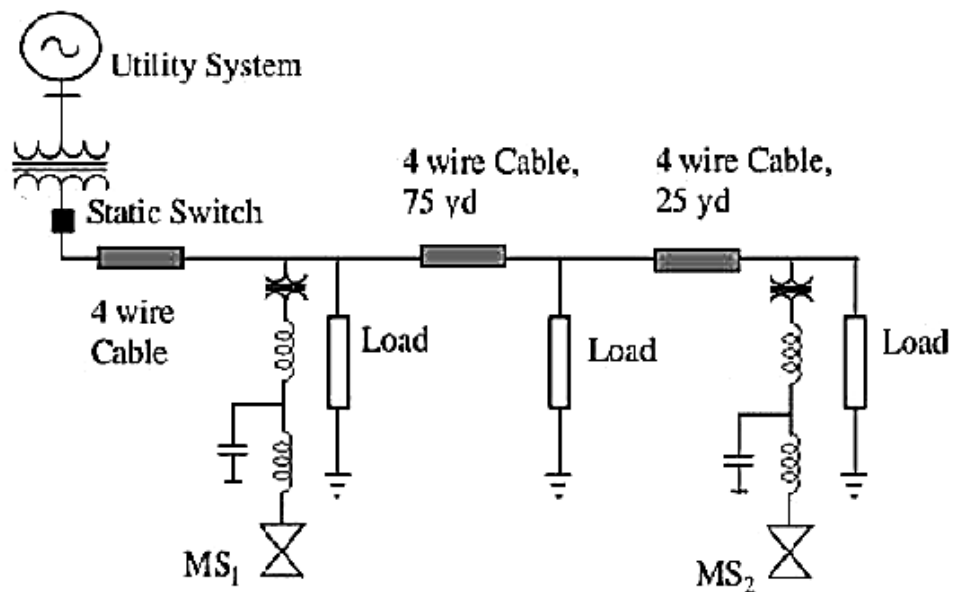 Utility System
4 wire Cable,
75 yd
4 wire Cable,
25 yd
Static Switch
4 wire
Cable
Load
Load
Load
MS₁
MS₂